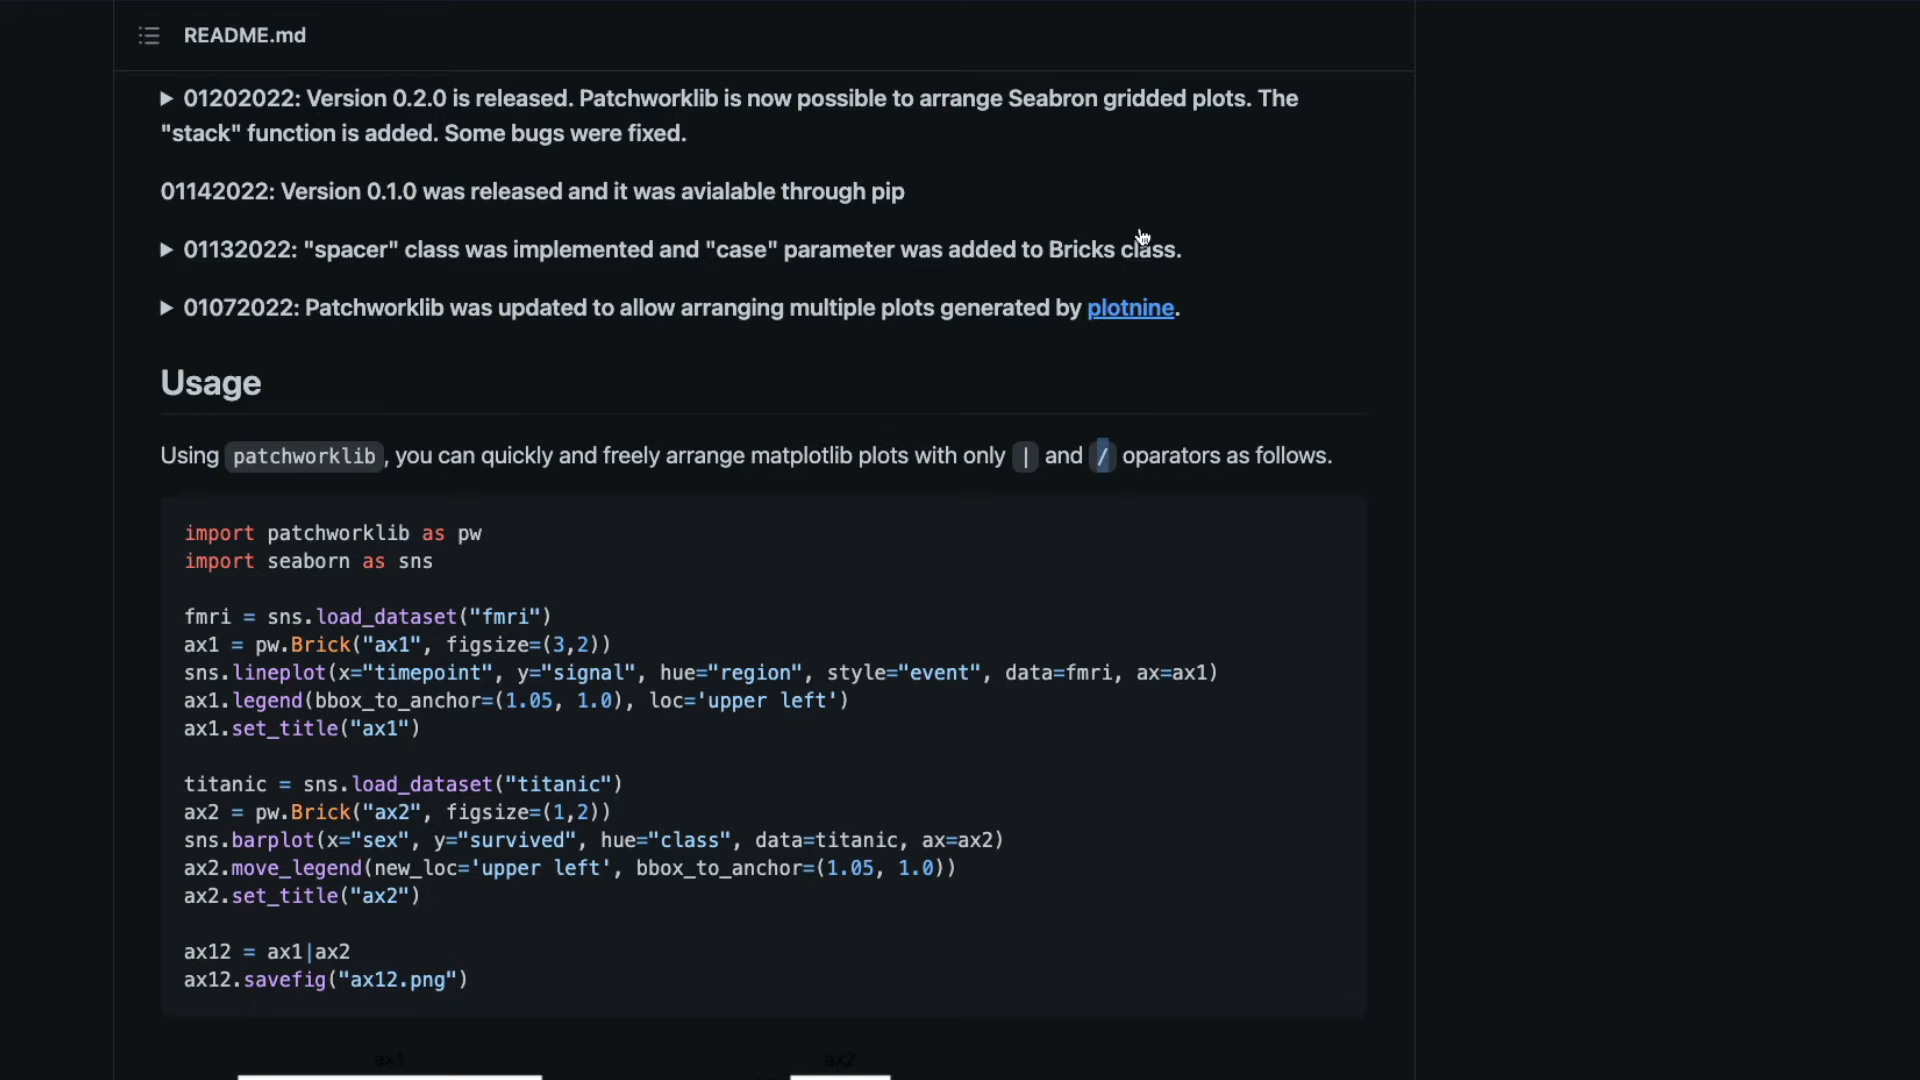 README.md
▶ 01202022: Version 0.2.0 is released. Patchworklib is now possible to arrange Seabron gridded plots. The
"stack" function is added. Some bugs were fixed.
01142022: Version 0.1.0 was released and it was avialable through pip
▶ 01132022: "spacer" class was implemented and "case" parameter was added to Bricks class.
▶ 01072022: Patchworklib was updated to allow arranging multiple plots generated by plotnine.
Usage
Using patchworklib, you can quickly and freely arrange matplotlib plots with only | and / oparators as follows.
import patchworklib as pw
import seaborn as sns
fmri = sns.load_dataset("fmri")
ax1 = pw.Brick("ax1", figsize=(3,2))
sns.lineplot(x="timepoint", y="signal", hue="region", style="event", data=fmri, ax=ax1)
ax1.legend(bbox_to_anchor=(1.05, 1.0), loc='upper left')
ax1.set_title("ax1")
titanic = sns.load_dataset("titanic")
ax2 = pw.Brick("ax2", figsize=(1,2))
sns.barplot(x="sex", y="survived", hue="class", data=titanic, ax=ax2)
ax2.move_legend(new_loc='upper left', bbox_to_anchor=(1.05, 1.0))
ax2.set_title("ax2")
ax12 = ax1|ax2
ax12.savefig("ax12.png")
ax1 ax2